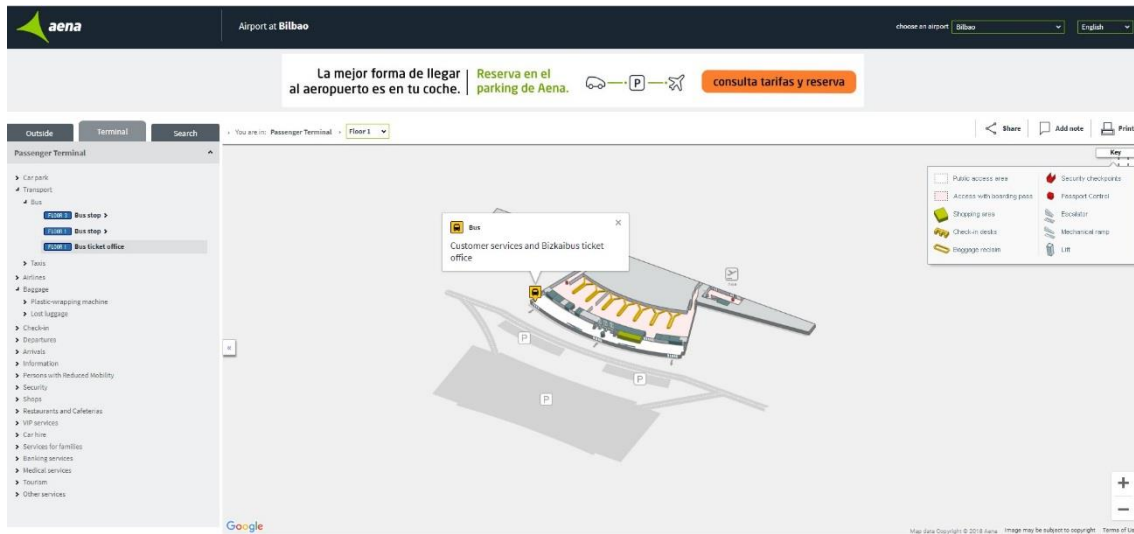 aena
Airport at Bilbao
choose an airport
Bilbao
English
La mejor forma de llegar
al aeropuerto es en tu coche.
Reserva en el
parking de Aena.
P
consulta tarifas y reserva
Outside
Terminal
Search
You are in: Passenger Terminal
Floor 1
Share
Add note
Print
Passenger Terminal
Car park
Transport
Bus
Bus stop
Bus stop
FLOOR 1 Bus ticket office
Taxis
Airlines
Baggage
Plastic-wrapping machine
Lost luggage
Check-in
Departures
Arrivals
Information
Persons with Reduced Mobility
Security
Shops
Restaurants and Cafeterias
VIP services
Car hire
Services for families
Banking services
Medical services
Tourism
Other services
Key
Public access area
Access with boarding pass
Shopping area
Check-in desks
Baggage reclaim
Security checkpoints
Passport Control
Escalator
Mechanical ramp
Lift
Bus
Customer services and Bizkaibus ticket
office
P
P
P
Google
Map data Copyright © 2018 Aena
Image may be subject to copyright
Terms of Us